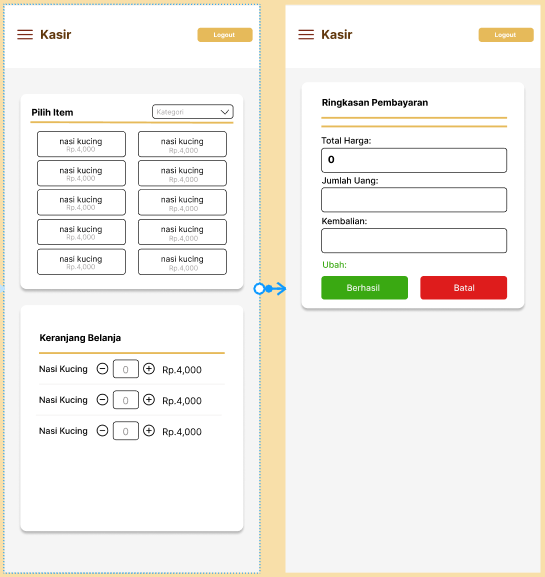 Kasir
Logout
Pilih Item
Kategori
nasi kucing
Rp.4,000
nasi kucing
Rp.4,000
nasi kucing
Rp.4,000
nasi kucing
Rp.4,000
nasi kucing
Rp.4,000
nasi kucing
Rp.4,000
nasi kucing
Rp.4,000
nasi kucing
Rp.4,000
nasi kucing
Rp.4,000
nasi kucing
Rp.4,000
Keranjang Belanja
Nasi Kucing 0 Rp.4,000
Nasi Kucing 0 Rp.4,000
Nasi Kucing 0 Rp.4,000
Kasir
Logout
Ringkasan Pembayaran
Total Harga:
0
Jumlah Uang:
Kembalian:
Ubah:
Berhasil
Batal